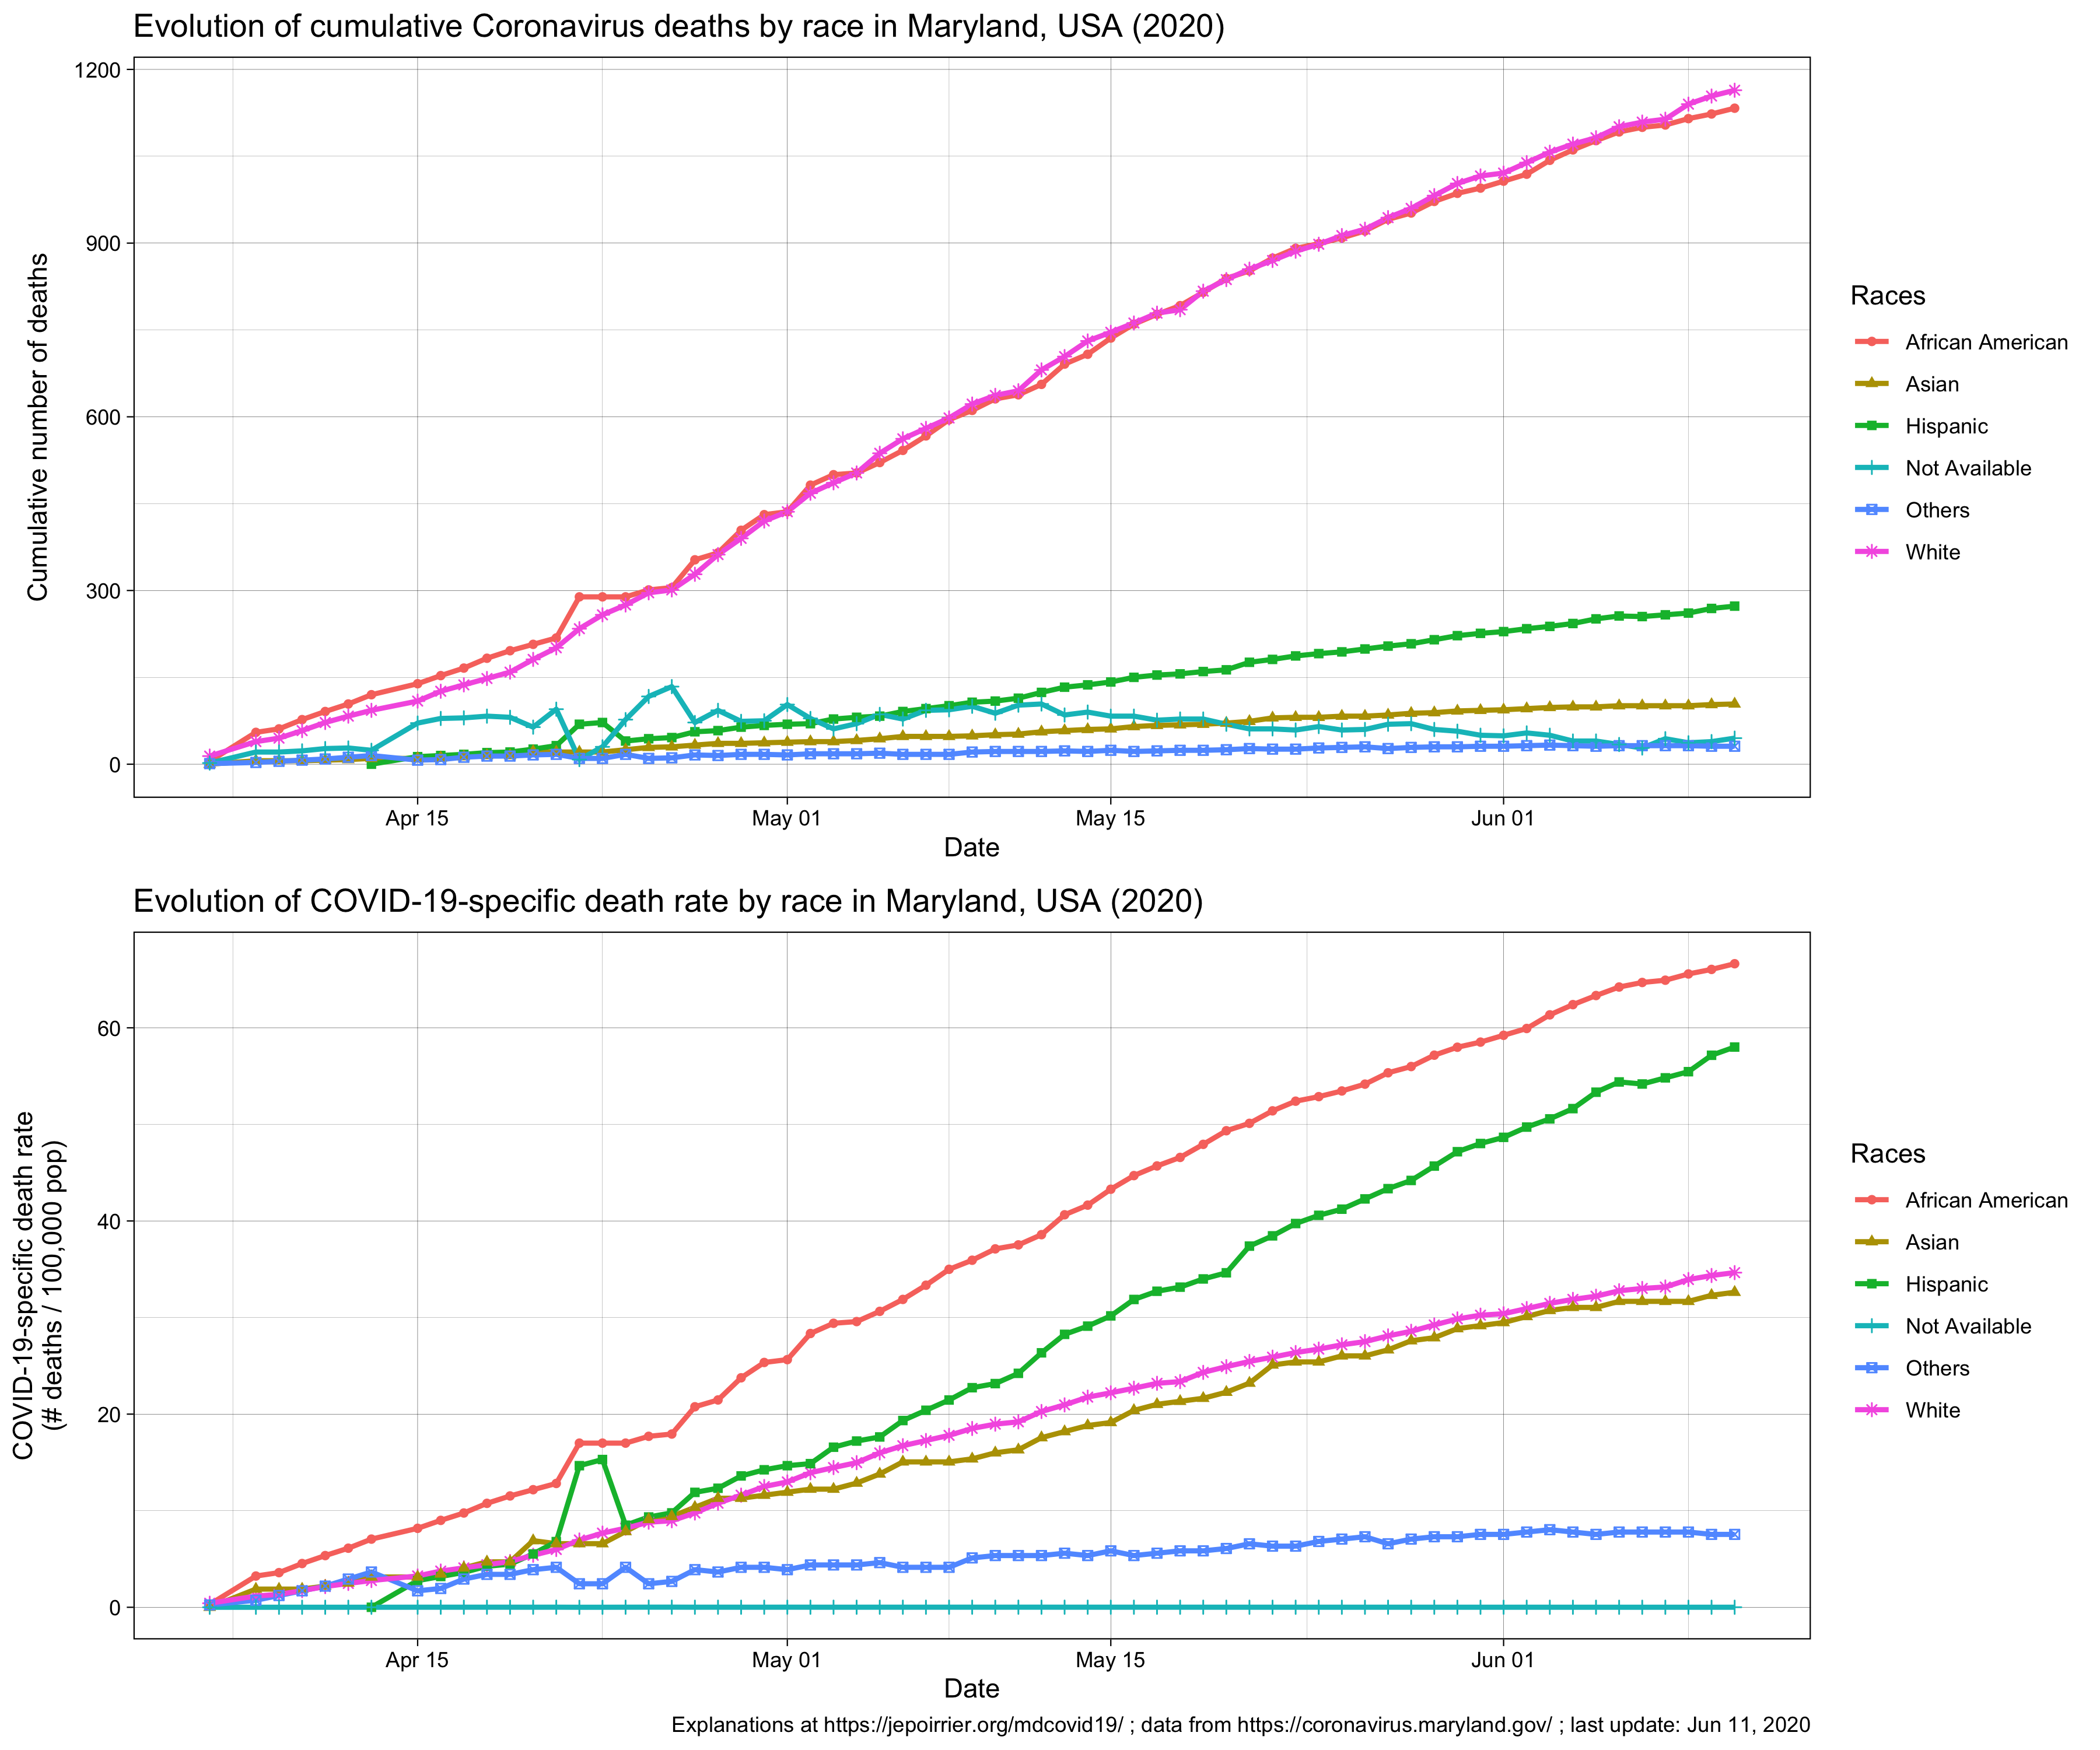 Evolution of cumulative Coronavirus deaths by race in Maryland, USA (2020)
1200
900
600
300
0
Cumulative number of deaths
Apr 15
May 01
May 15
Jun 01
Date
Races
African American
Asian
Hispanic
Not Available
Others
White
Evolution of COVID-19-specific death rate by race in Maryland, USA (2020)
60
40
20
0
COVID-19-specific death rate
(# deaths / 100,000 pop)
Apr 15
May 01
May 15
Jun 01
Date
Races
African American
Asian
Hispanic
Not Available
Others
White
Explanations at https://jepoirrier.org/mdcovid19/ ; data from https://coronavirus.maryland.gov/ ; last update: Jun 11, 2020